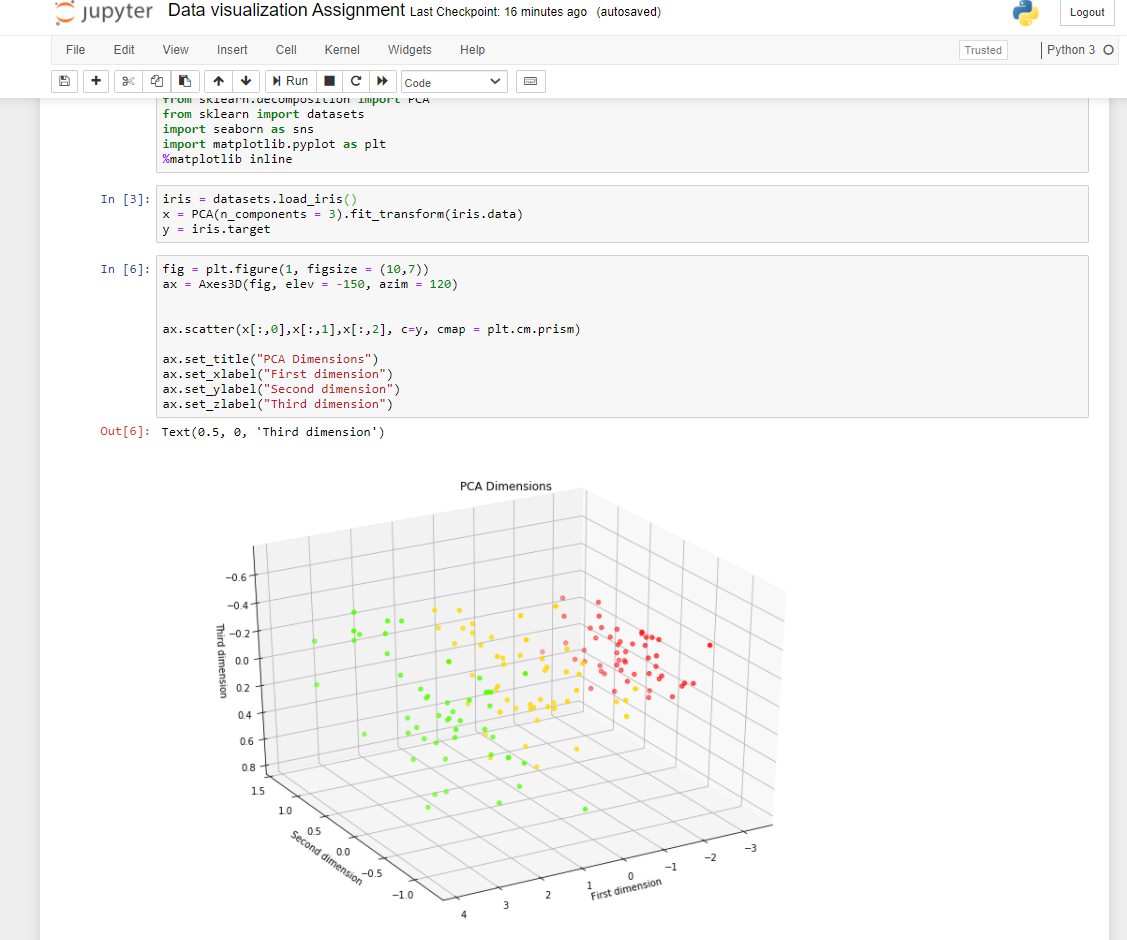 jupyter Data visualization Assignment Last Checkpoint: 16 minutes ago (autosaved)
Logout
File Edit View Insert Cell Kernel Widgets Help
Trusted Python 3
Run Code
from sklearn.decomposition import PCA
from sklearn import datasets
import seaborn as sns
import matplotlib.pyplot as plt
%matplotlib inline
In [3]: iris = datasets.load_iris()
x = PCA(n_components = 3).fit_transform(iris.data)
y = iris.target
In [6]: fig = plt.figure(1, figsize = (10,7))
ax = Axes3D(fig, elev = -150, azim = 120)
ax.scatter(x[:,0],x[:,1],x[:,2], c=y, cmap = plt.cm.prism)
ax.set_title("PCA Dimensions")
ax.set_xlabel("First dimension")
ax.set_ylabel("Second dimension")
ax.set_zlabel("Third dimension")
Out[6]: Text(0.5, 0, 'Third dimension')
PCA Dimensions
−0.6
−0.4
−0.2
0.0
0.2
0.4
0.6
0.8
Third dimension
1.5
1.0
0.5
0.0
−0.5
−1.0
Second dimension
4
3
2
1
0
−1
−2
−3
First dimension